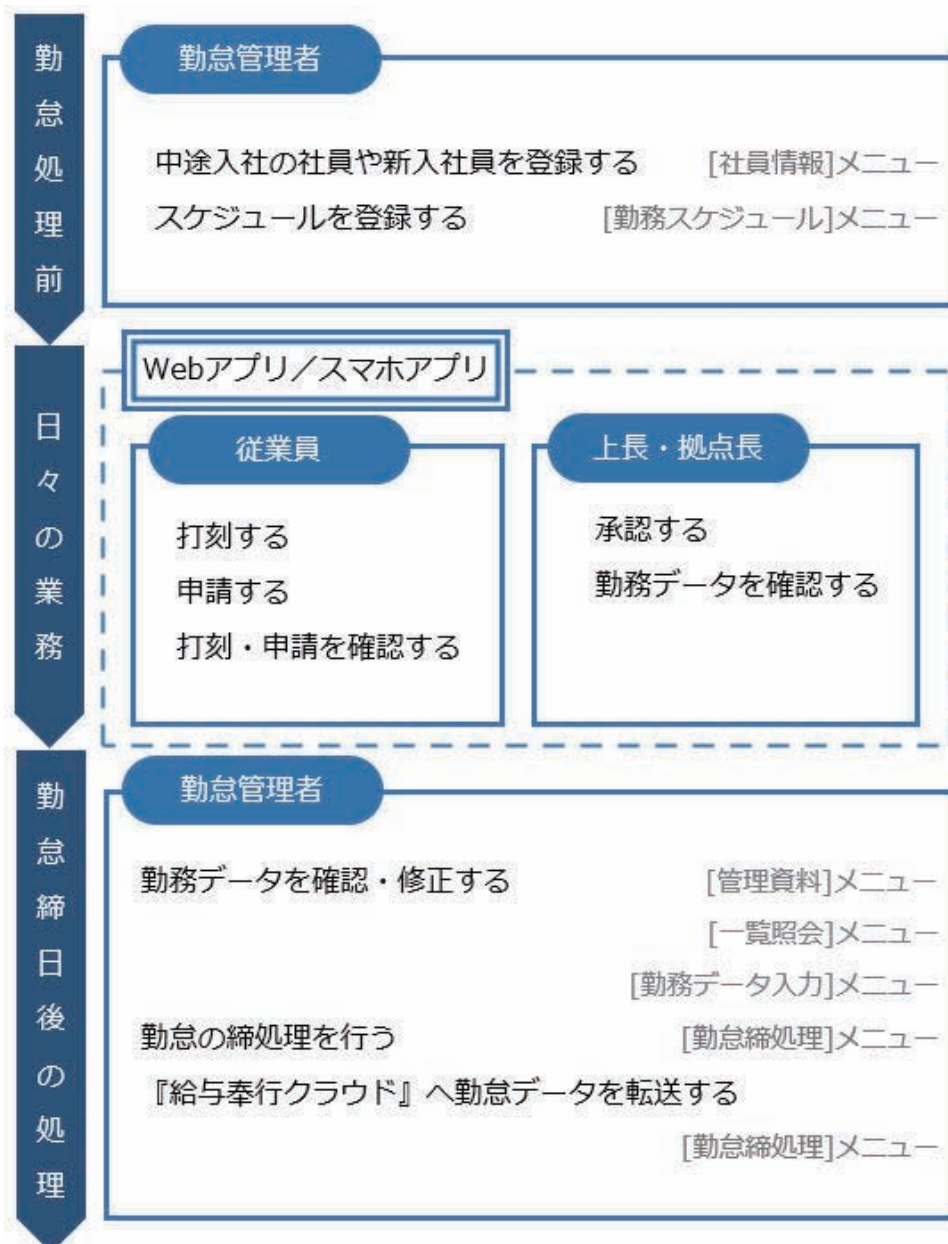 勤怠処理前
勤怠管理者
中途入社の社員や新入社員を登録する [社員情報]メニュー
スケジュールを登録する [勤務スケジュール]メニュー
日々の業務
Webアプリ／スマホアプリ
従業員
打刻する
申請する
打刻・申請を確認する
上長・拠点長
承認する
勤務データを確認する
勤怠締日後の処理
勤怠管理者
勤務データを確認・修正する [管理資料]メニュー
[一覧照会]メニュー
[勤務データ入力]メニュー
勤怠の締処理を行う [勤怠締処理]メニュー
『給与奉行クラウド』へ勤怠データを転送する
[勤怠締処理]メニュー